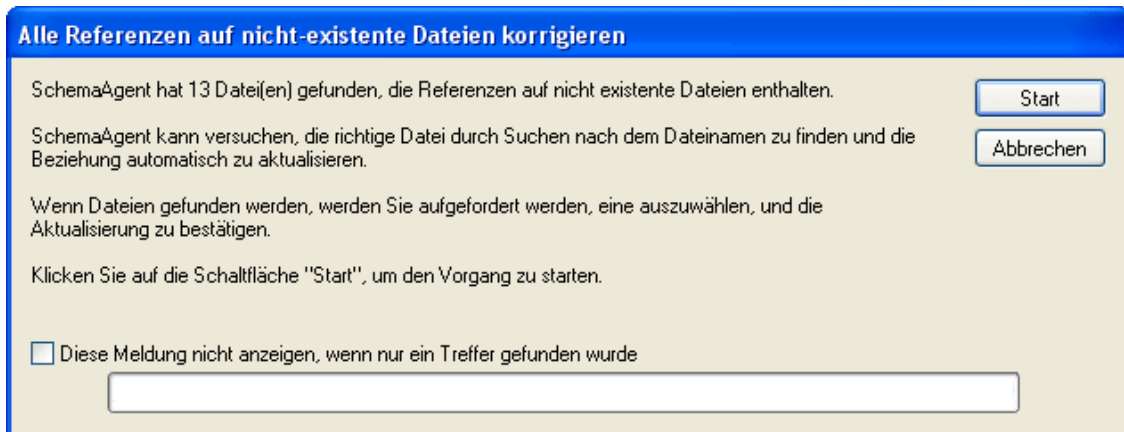 Alle Referenzen auf nicht-existente Dateien korrigieren
SchemaAgent hat 13 Datei(en) gefunden, die Referenzen auf nicht existente Dateien enthalten.
Start
SchemaAgent kann versuchen, die richtige Datei durch Suchen nach dem Dateinamen zu finden und die
Beziehung automatisch zu aktualisieren.
Abbrechen
Wenn Dateien gefunden werden, werden Sie aufgefordert werden, eine auszuwählen, und die
Aktualisierung zu bestätigen.
Klicken Sie auf die Schaltfläche "Start", um den Vorgang zu starten.
Diese Meldung nicht anzeigen, wenn nur ein Treffer gefunden wurde